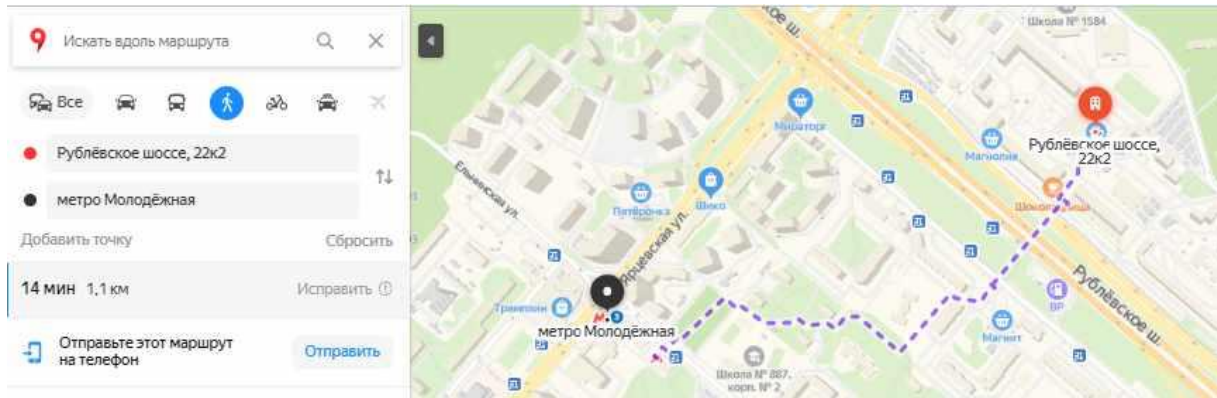 Искать вдоль маршрута
Все
Рублёвское шоссе, 22к2
метро Молодёжная
Добавить точку
Сбросить
14 мин 1,1 км
Исправить
Отправьте этот маршрут
на телефон
Отправить
Школа № 1584
Мираторг
Магнолия
Рублёвское шоссе,
22к2
Шоколадница
Ельнинская ул.
Пятёрочка
Шико
Ярцевская ул.
Трамплин
метро Молодёжная
Школа № 887,
корп. № 2
Магнит
BP
Рублёвское ш.